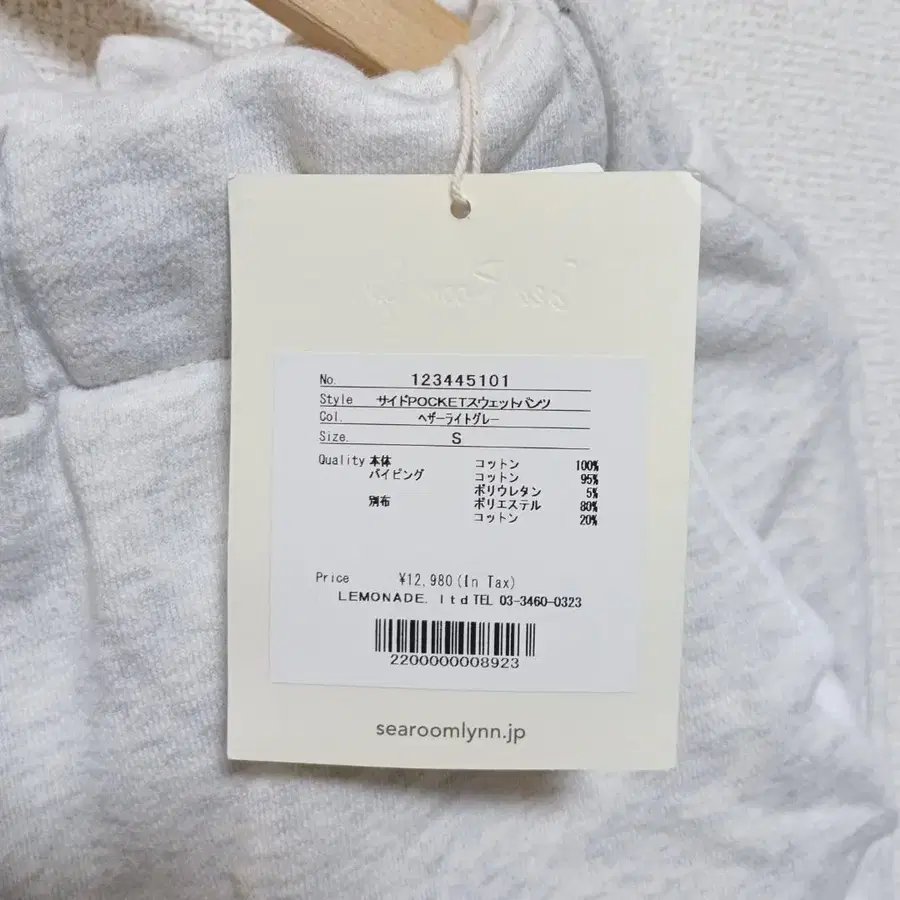 No. 123445101
Style サイドPOCKETスウェットパンツ
Col. ヘザーライトグレー
Size. S
Quality 本体 コットン 100%
パイピング コットン 95%
ポリウレタン 5%
別布 ポリエステル 80%
コットン 20%
Price ¥12,980(In Tax)
LEMONADE. ltd TEL 03-3460-0323
2200000008923
searoomlynn.jp